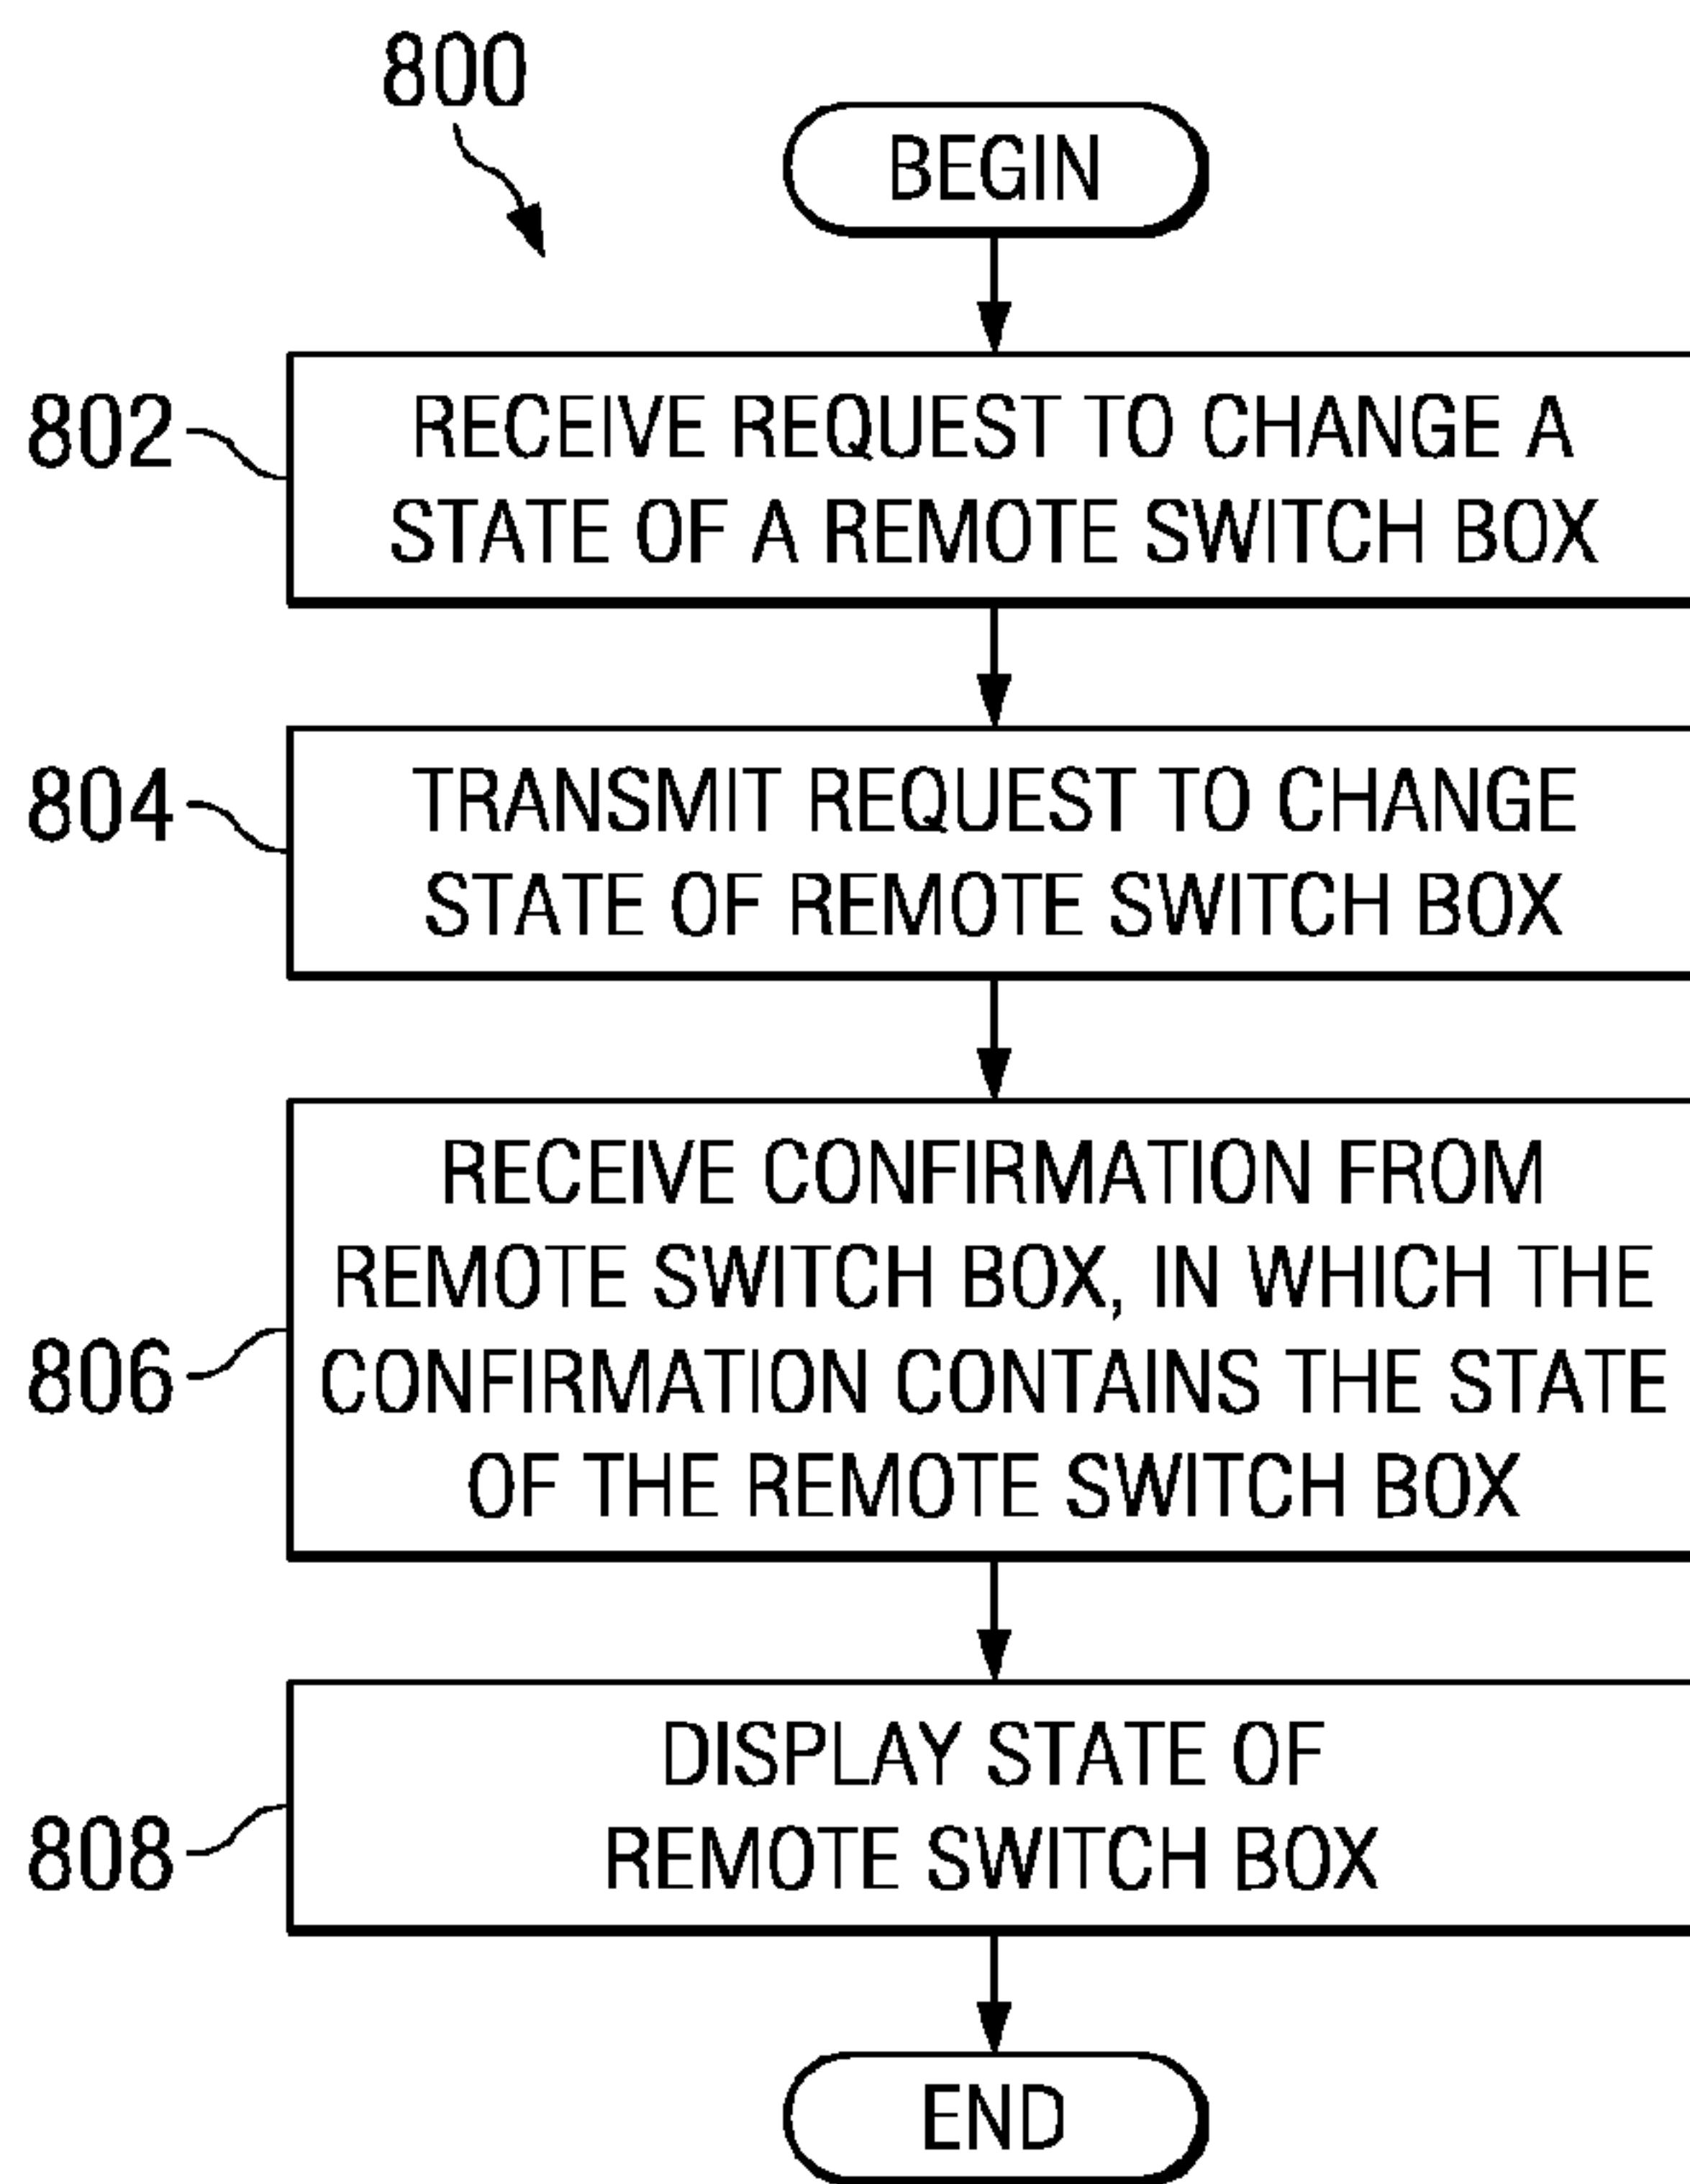 800
BEGIN
802
RECEIVE REQUEST TO CHANGE A
STATE OF A REMOTE SWITCH BOX
804
TRANSMIT REQUEST TO CHANGE
STATE OF REMOTE SWITCH BOX
806
RECEIVE CONFIRMATION FROM
REMOTE SWITCH BOX, IN WHICH THE
CONFIRMATION CONTAINS THE STATE
OF THE REMOTE SWITCH BOX
808
DISPLAY STATE OF
REMOTE SWITCH BOX
END